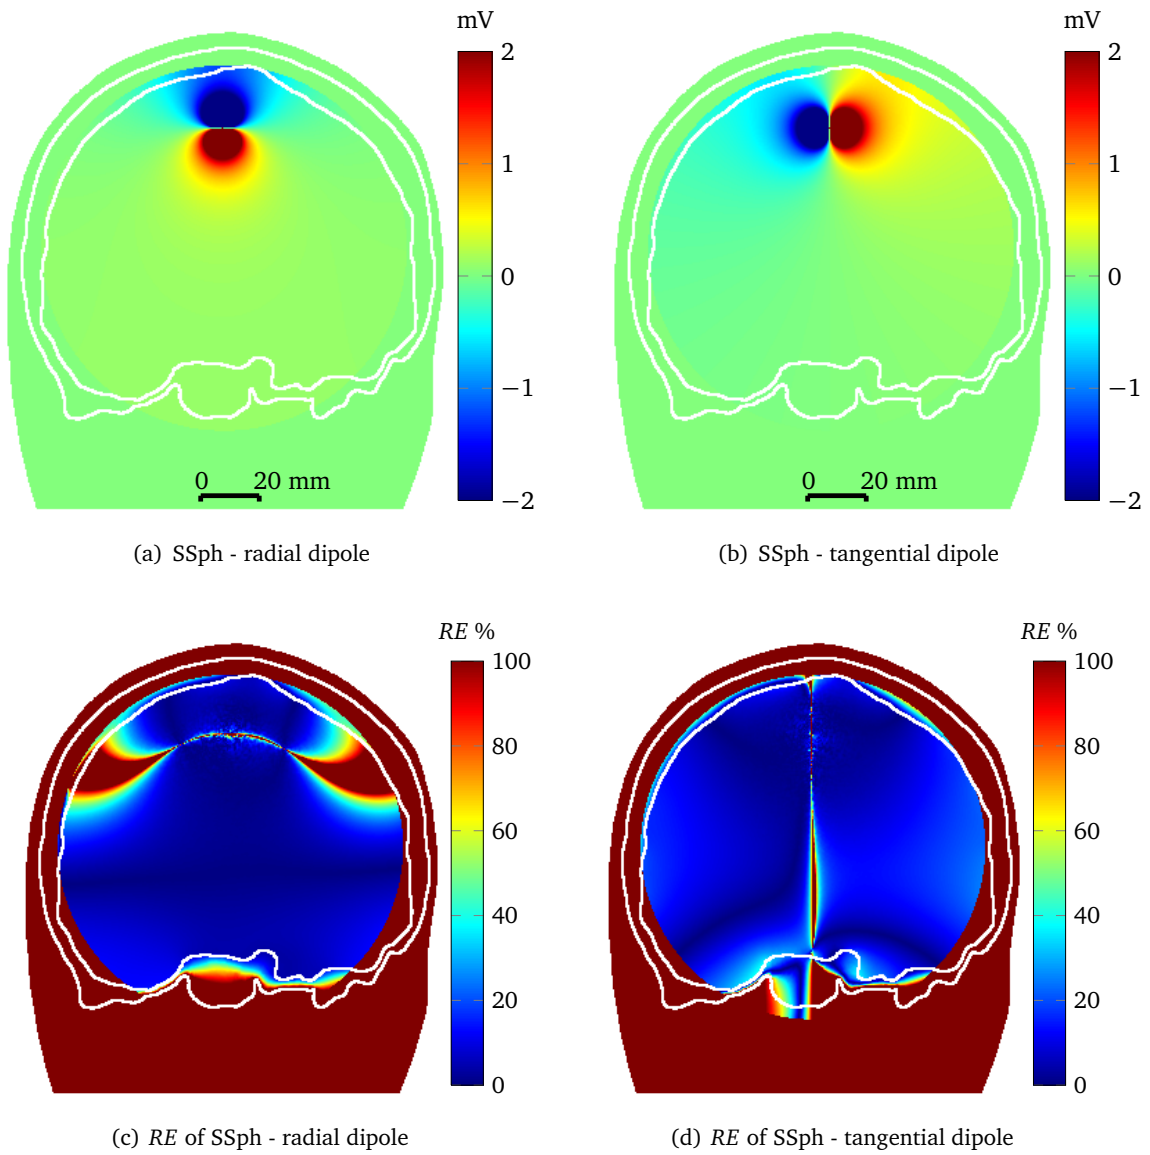 mV
2
1
0
−1
−2
0 20 mm
(a) SSph - radial dipole
mV
2
1
0
−1
−2
0 20 mm
(b) SSph - tangential dipole
RE %
100
80
60
40
20
0
(c) RE of SSph - radial dipole
RE %
100
80
60
40
20
0
(d) RE of SSph - tangential dipole